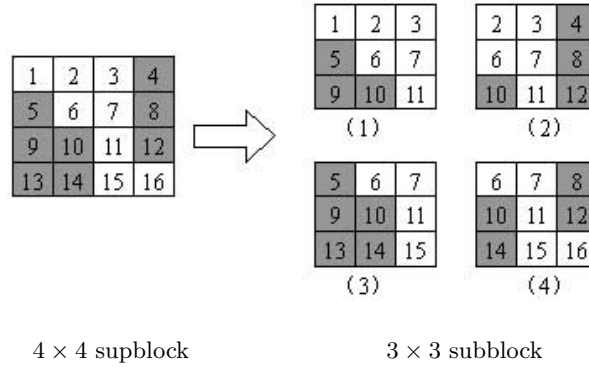 1 2 3 4
5 6 7 8
9 10 11 12
13 14 15 16
1 2 3
5 6 7
9 10 11
(1)
2 3 4
6 7 8
10 11 12
(2)
5 6 7
9 10 11
13 14 15
(3)
6 7 8
10 11 12
14 15 16
(4)
4 × 4 supblock
3 × 3 subblock